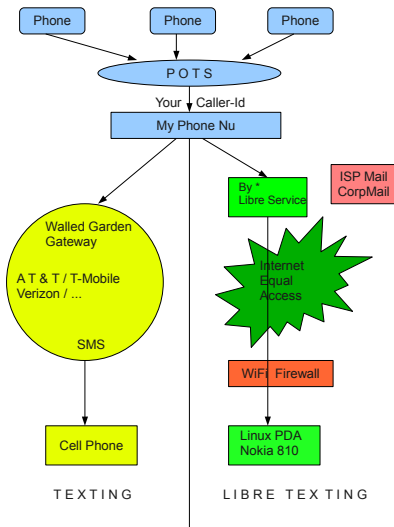 Phone
Phone
Phone
P O T S
Your Caller-Id
My Phone Nu
ISP Mail
CorpMail
By *
Libre Service
Walled Garden
Gateway
A T & T / T-Mobile
Verizon / ...
SMS
Internet
Equal
Access
WiFi Firewall
Cell Phone
Linux PDA
Nokia 810
T E X T I N G
L I B R E T E X T I N G